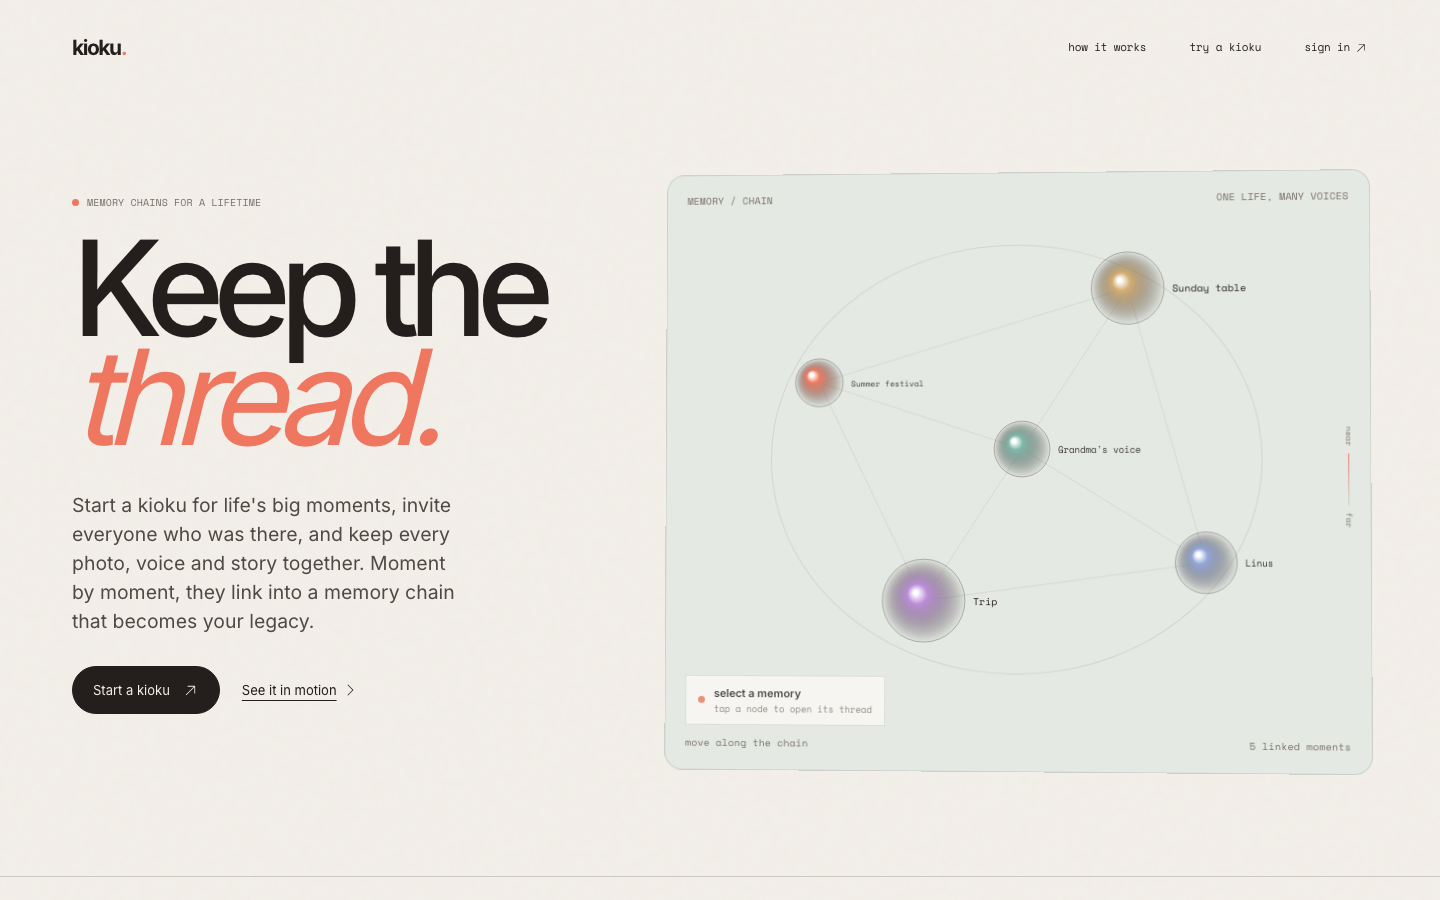 kioku.
how it works
try a kioku
sign in
MEMORY CHAINS FOR A LIFETIME
Keep the
thread.
Start a kioku for life's big moments, invite
everyone who was there, and keep every
photo, voice and story together. Moment
by moment, they link into a memory chain
that becomes your legacy.
Start a kioku
See it in motion
MEMORY / CHAIN
ONE LIFE, MANY VOICES
Sunday table
Summer festival
Grandma's voice
near
far
Linus
Trip
select a memory
tap a node to open its thread
move along the chain
5 linked moments